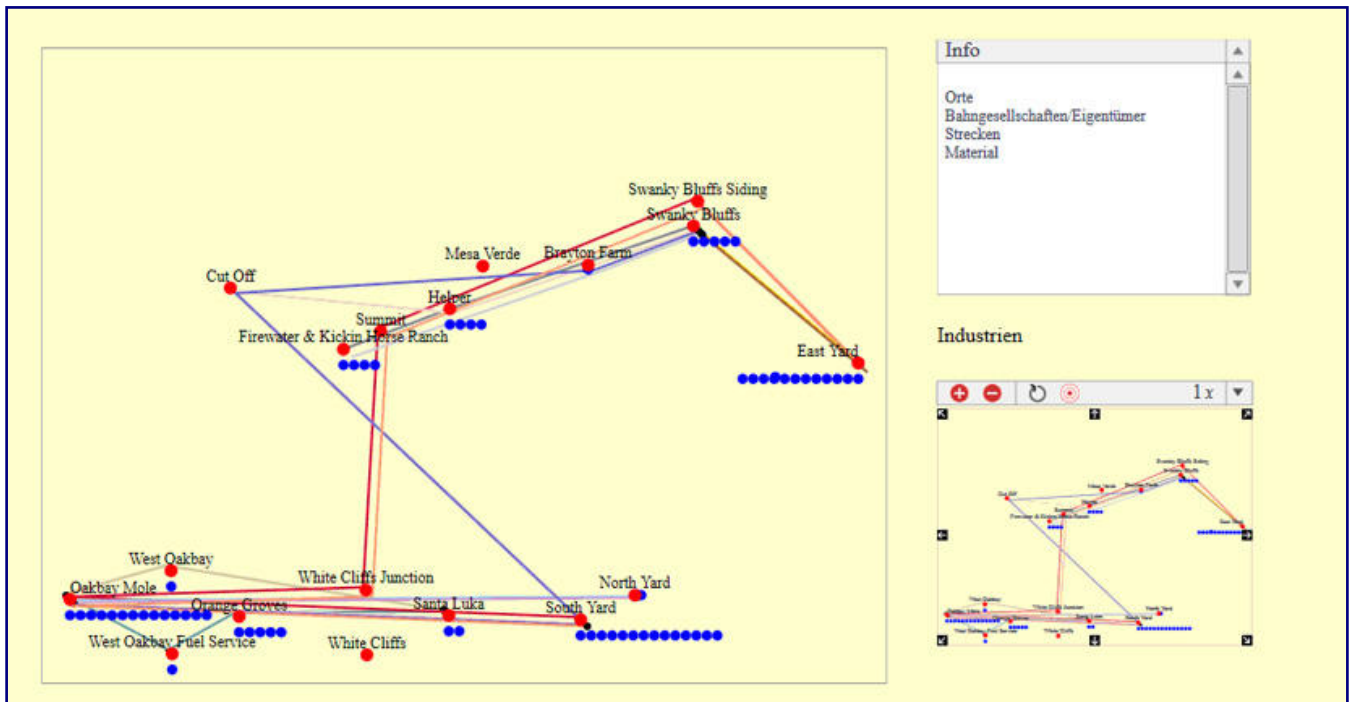 Info
Orte
Bahngesellschaften/Eigentümer
Strecken
Material
Swanky Bluffs Siding
Swanky Bluffs
Mesa Verde
Brayton Farm
Cut Off
Helper
Summit
Firewater & Kickin Horse Ranch
East Yard
Industrien
1x
West Oakbay
Oakbay Mole
White Cliffs Junction
North Yard
Orange Groves
Santa Luka
South Yard
West Oakbay Fuel Service
White Cliffs